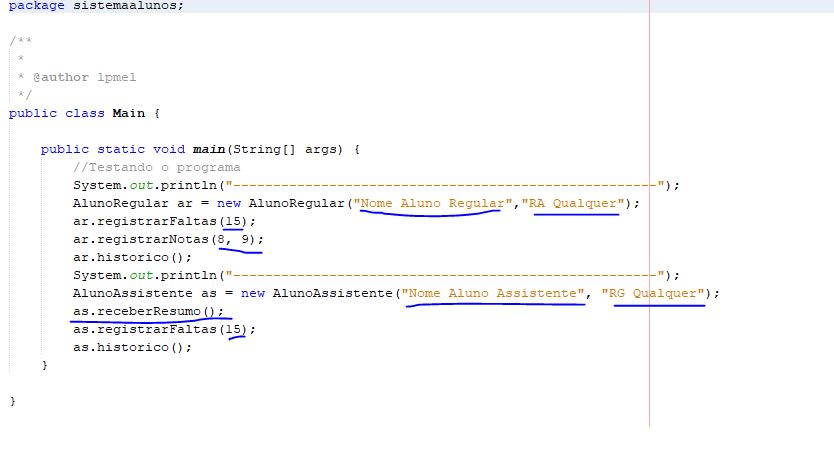 package sistemaalunos;
/**
*
* @author lpmel
*/
public class Main {
public static void main(String[] args) {
//Testando o programa
System.out.println("-----------------------------------------------------");
AlunoRegular ar = new AlunoRegular("Nome Aluno Regular","RA Qualquer");
ar.registrarFaltas(15);
ar.registrarNotas(8, 9);
ar.historico();
System.out.println("-----------------------------------------------------");
AlunoAssistente as = new AlunoAssistente("Nome Aluno Assistente", "RG Qualquer");
as.receberResumo();
as.registrarFaltas(15);
as.historico();
}
}